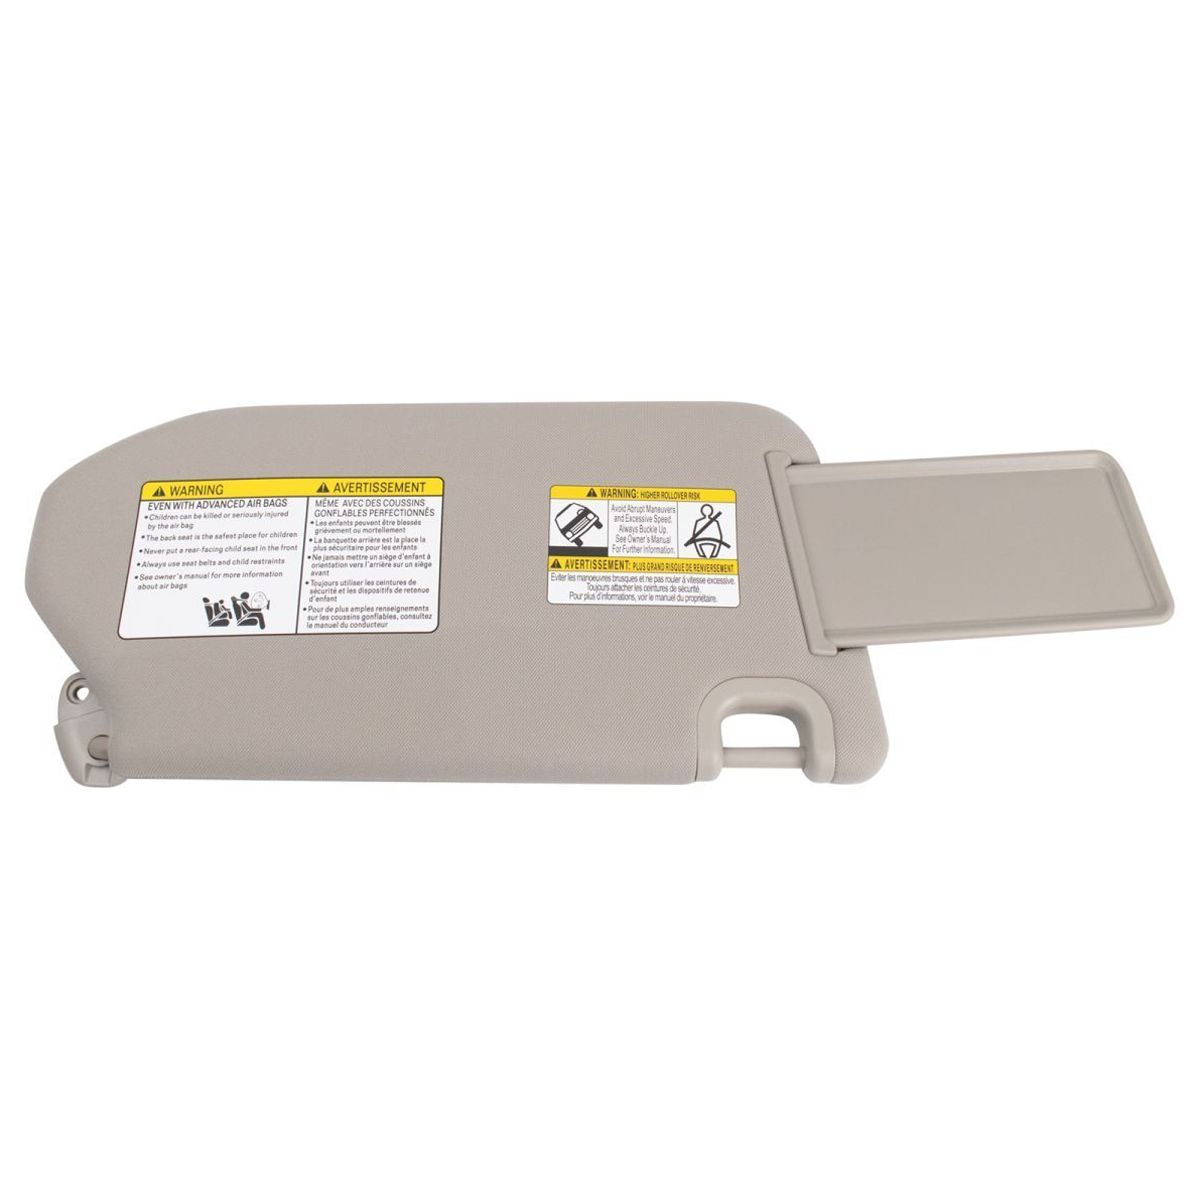 WARNING
EVEN WITH ADVANCED AIR BAGS
• Children can be killed or seriously injured
by the air bag
• The back seat is the safest place for children
• Never put a rear-facing child seat in the front
• Always use seat belts and child restraints
• See owner's manual for more information
about air bags
AVERTISSEMENT
MÊME AVEC DES COUSSINS
GONFLABLES PERFECTIONNÉS
• Les enfants peuvent être blessés
grièvement ou mortellement
• La banquette arrière est la place la
plus sécuritaire pour les enfants
• Ne jamais mettre un siège d'enfant à
orientation vers l'arrière sur un siège
avant
• Toujours utiliser les ceintures de
sécurité et les dispositifs de retenue
d'enfant
• Pour de plus amples renseignements
sur les coussins gonflables, consultez
le manuel du conducteur
WARNING: HIGHER ROLLOVER RISK
Avoid Abrupt Maneuvers
and Excessive Speed.
Always Buckle Up.
See Owner's Manual
For Further Information.
AVERTISSEMENT: PLUS GRAND RISQUE DE RENVERSEMENT
Eviter les manoeuvres brusques et ne pas rouler à vitesse excessive.
Toujours attacher les ceintures de sécurité.
Pour plus d'informations, voir le manuel du propriétaire.